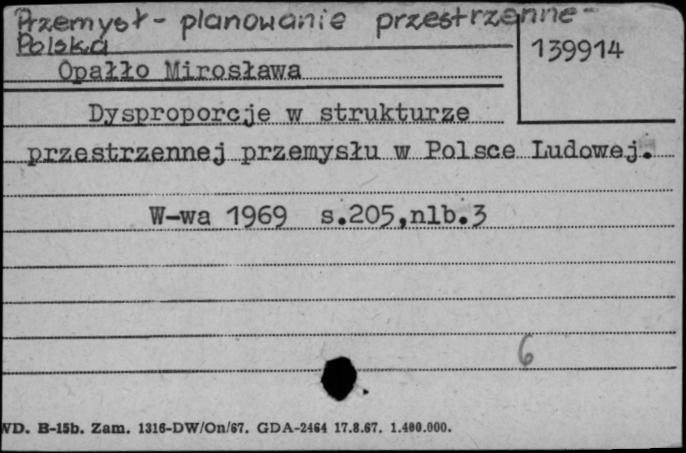 Przemysł - planowanie przestrzenne -
Polska
139914
Opałło Mirosława
Dysproporcje w strukturze
przestrzennej przemysłu w Polsce Ludowej.
W-wa 1969 s.205,nlb.3
6
WD. B-15b. Zam. 1316-DW/On/67. GDA-2464 17.8.67. 1.400.000.